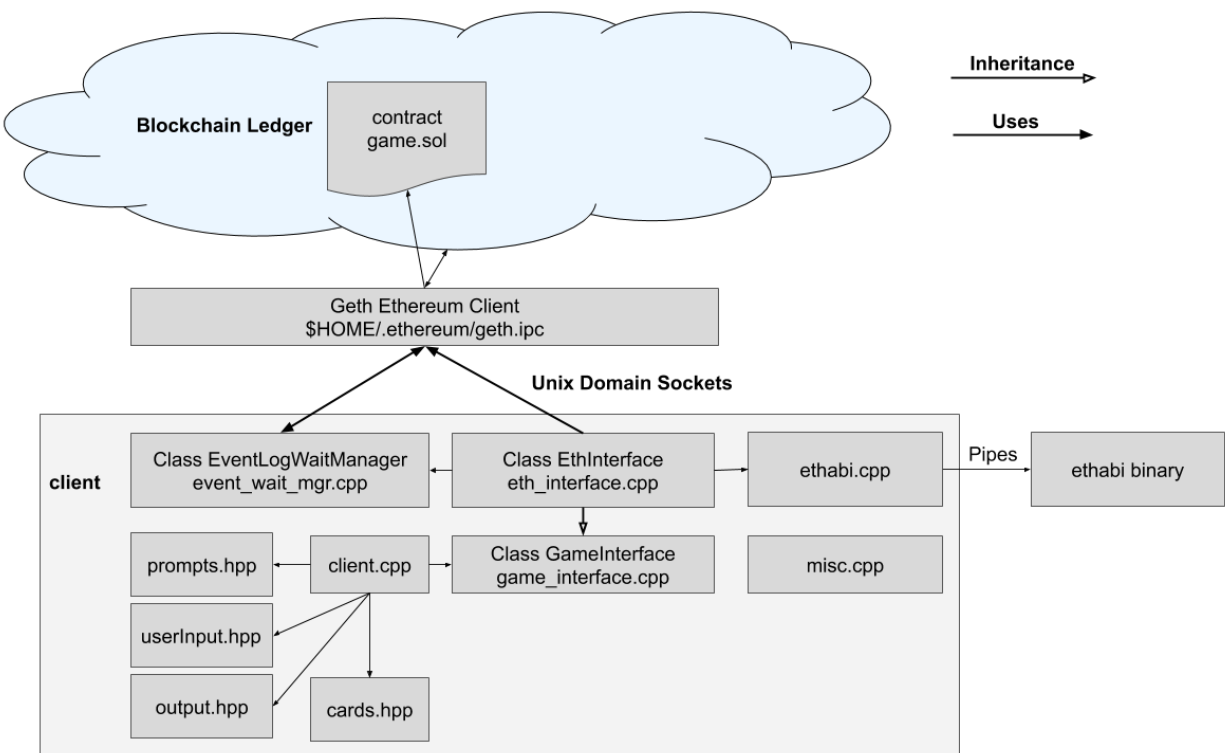 Inheritance
Uses
Blockchain Ledger
contract
game.sol
Geth Ethereum Client
$HOME/.ethereum/geth.ipc
Unix Domain Sockets
client
Class EventLogWaitManager
event_wait_mgr.cpp
Class EthInterface
eth_interface.cpp
ethabi.cpp
Pipes
ethabi binary
prompts.hpp
client.cpp
Class GameInterface
game_interface.cpp
misc.cpp
userInput.hpp
output.hpp
cards.hpp